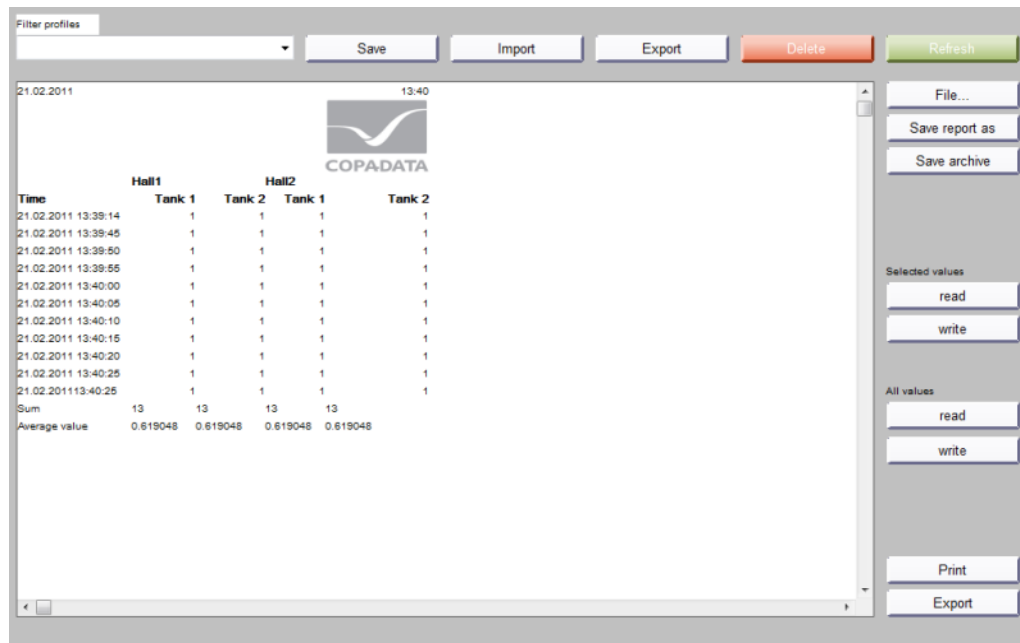 Filter profiles
Save Import Export Delete Refresh
21.02.2011 13:40
File...
Save report as
COPADATA
Save archive
Hall1 Hall2
Time Tank 1 Tank 2 Tank 1 Tank 2
21.02.2011 13:39:14 1 1 1 1
21.02.2011 13:39:45 1 1 1 1
21.02.2011 13:39:50 1 1 1 1
21.02.2011 13:39:55 1 1 1 1
21.02.2011 13:40:00 1 1 1 1
21.02.2011 13:40:05 1 1 1 1
21.02.2011 13:40:10 1 1 1 1
21.02.2011 13:40:15 1 1 1 1
21.02.2011 13:40:20 1 1 1 1
21.02.2011 13:40:25 1 1 1 1
21.02.201113:40:25 1 1 1 1
Sum 13 13 13 13
Average value 0.619048 0.619048 0.619048 0.619048
Selected values
read
write
All values
read
write
Print
Export